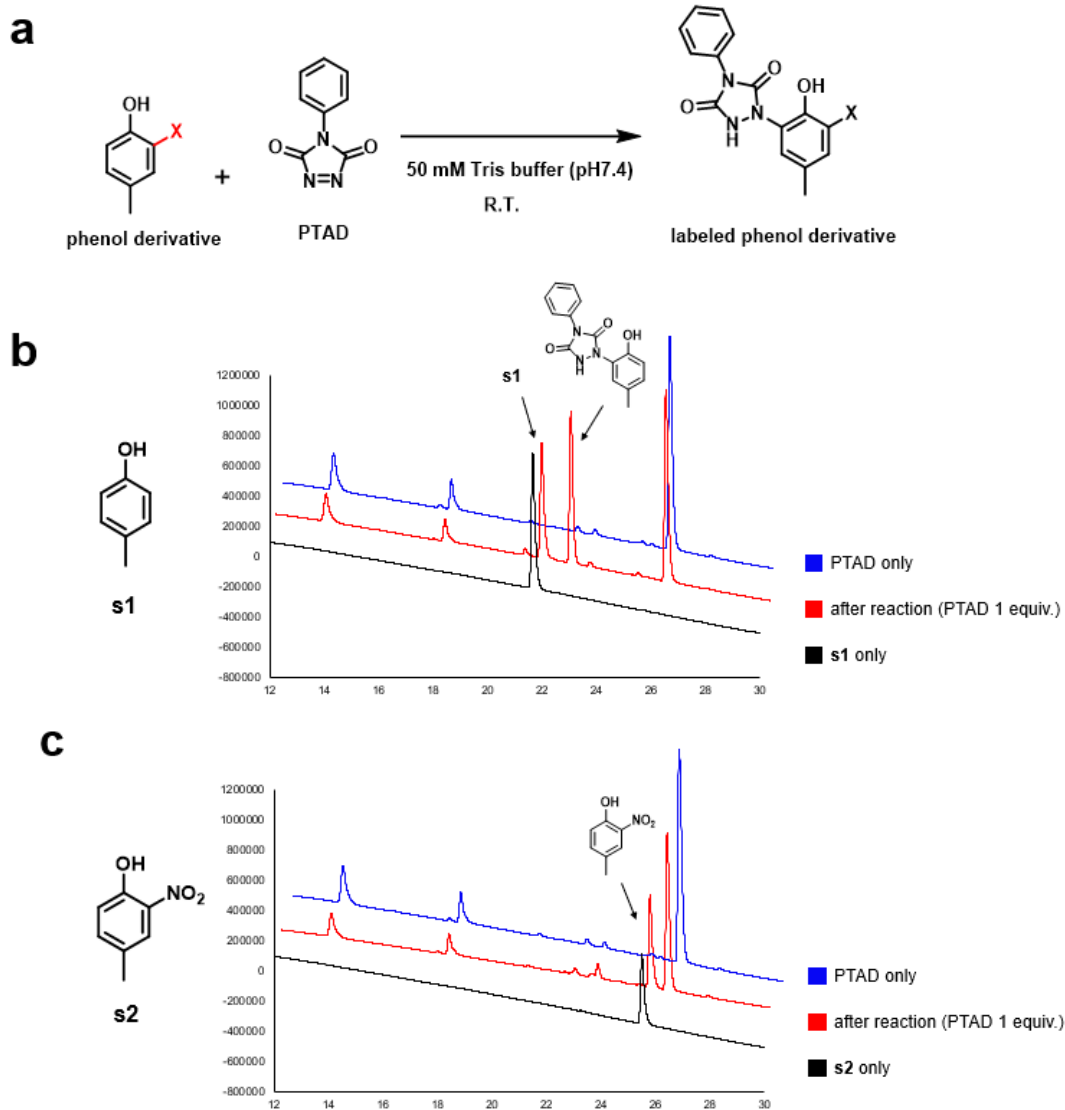 a
OH
X
+
N
O
O
N=N
50 mM Tris buffer (pH7.4)
R.T.
N
O
O
NH
N
OH
X
phenol derivative
PTAD
labeled phenol derivative
b
OH
s1
s1
N
O
O
N
H
N
OH
1200000
1000000
800000
600000
400000
200000
0
-200000
-400000
-600000
-800000
12
14
16
18
20
22
24
26
28
30
PTAD only
after reaction (PTAD 1 equiv.)
s1 only
c
OH
NO2
s2
OH
NO2
1200000
1000000
800000
600000
400000
200000
0
-200000
-400000
-600000
-800000
12
14
16
18
20
22
24
26
28
30
PTAD only
after reaction (PTAD 1 equiv.)
s2 only